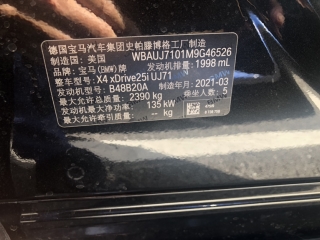 德国宝马汽车集团史帕滕博格工厂制造
制造国：美国 WBAUJ7101M9G46526
品牌：宝马(BMW)牌 发动机排量：1998 mL
整车型号：X4 xDrive25i UJ71
发动机型号：B48B20A 制造年月：2021-03
最大允许总质量：2390 kg 乘坐人数：5
发动机最大净功率：135 kW
最大允许牵引质量：-- kg